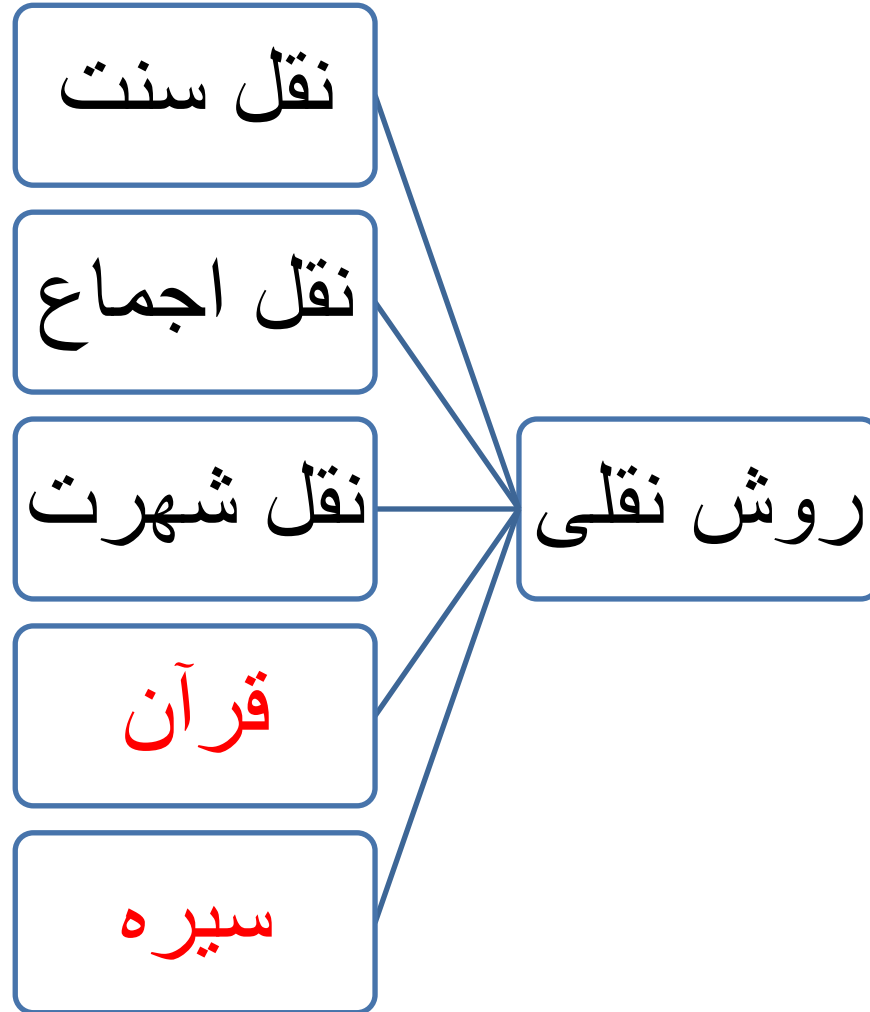 روش نقلی
نقل سنت
نقل اجماع
نقل شهرت
قرآن
سیره